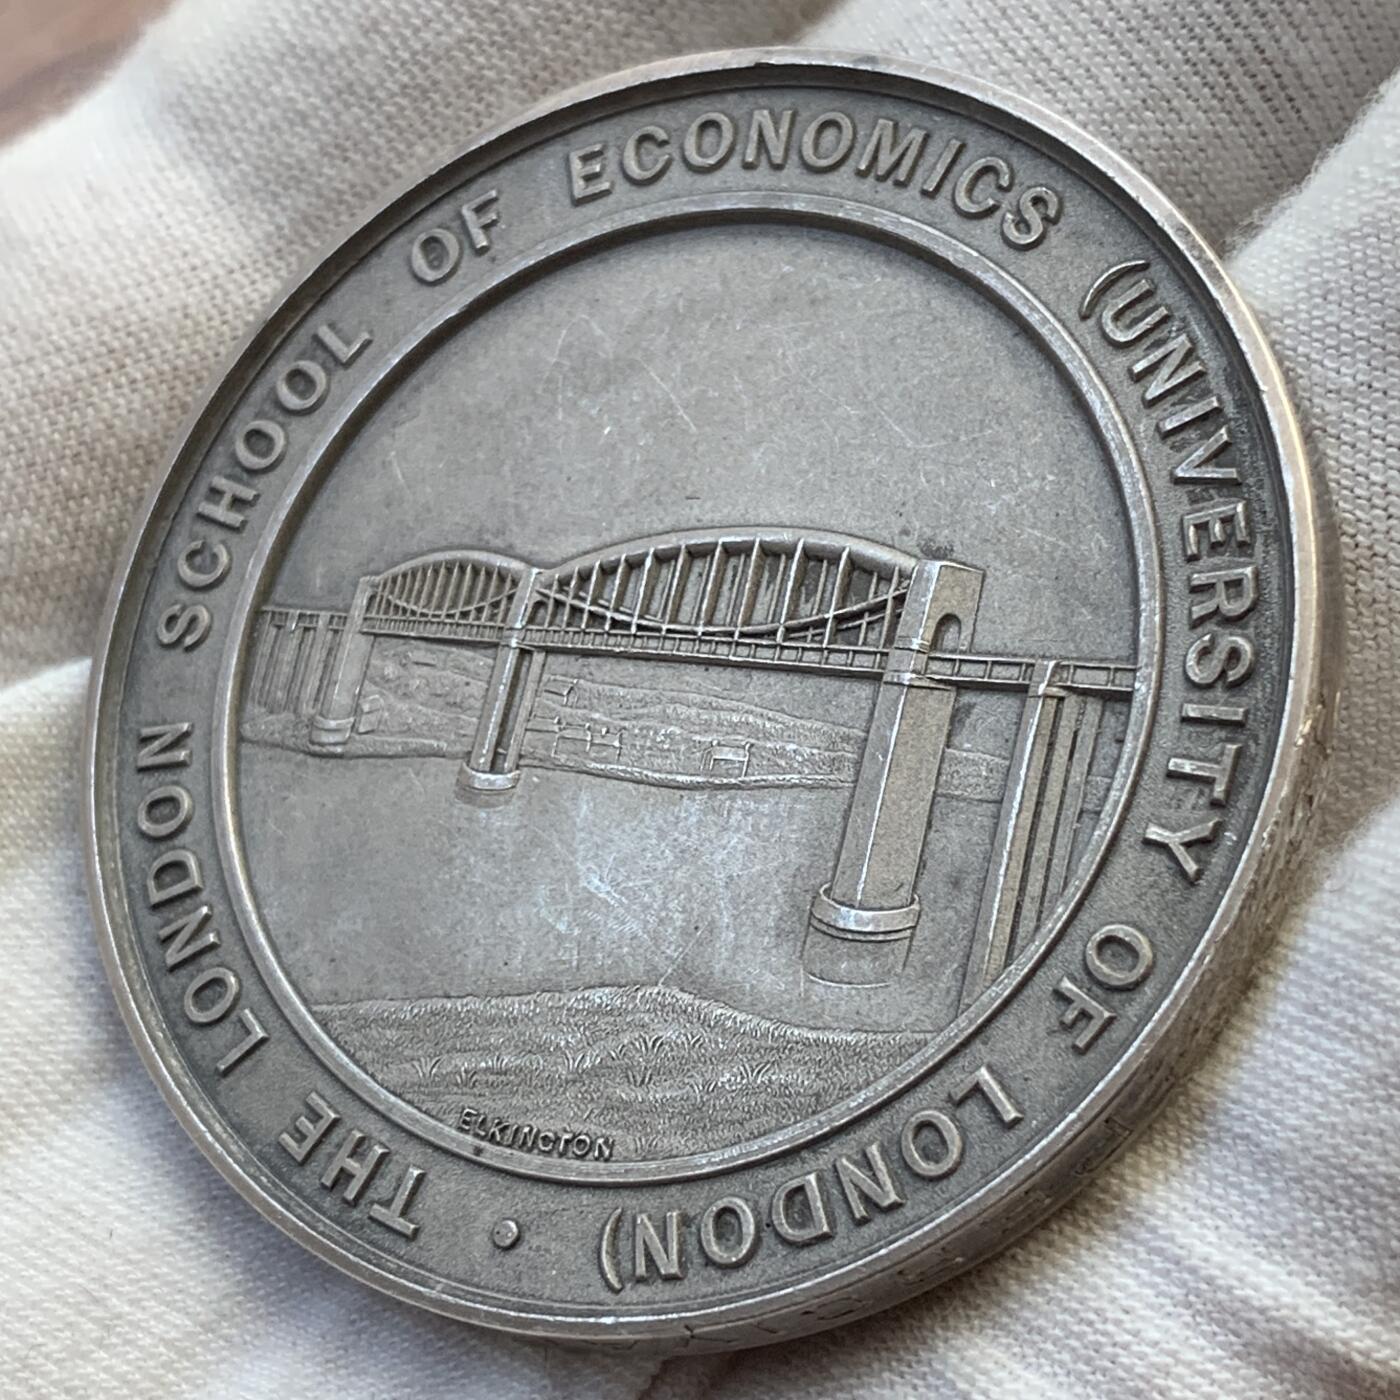 THE LONDON SCHOOL OF ECONOMICS (UNIVERSITY OF LONDON) •
ELKINGTON